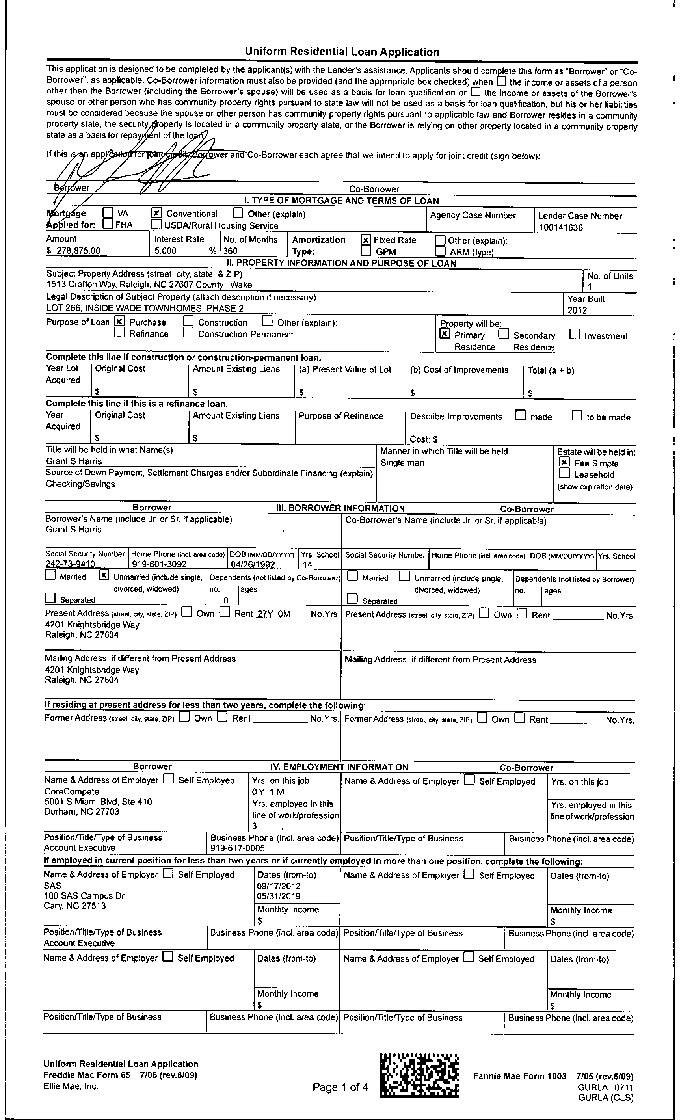 Uniform Residential Loan Application
This application is designed to be completed by the applicant(s) with the Lender's assistance. Applicants should complete this form as "Borrower" or "Co-
Borrower", as applicable. Co-Borrower information must also be provided (and the appropriate box checked) when ☐ the income or assets of a person
other than the Borrower (including the Borrower's spouse) will be used as a basis for loan qualification or ☐ the income or assets of the Borrower's
spouse or other person who has community property rights pursuant to state law will not be used as a basis for loan qualification, but his or her liabilities
must be considered because the spouse or other person has community property rights pursuant to applicable law and Borrower resides in a community
property state, the security property is located in a community property state, or the Borrower is relying on other property located in a community property
state as a basis for repayment of the loan.
If this is an application for joint credit, Borrower and Co-Borrower each agree that we intend to apply for joint credit (sign below):
Borrower Co-Borrower
I. TYPE OF MORTGAGE AND TERMS OF LOAN
Mortgage ☐ VA ☒ Conventional ☐ Other (explain) Agency Case Number Lender Case Number
Applied for: ☐ FHA ☐ USDA/Rural Housing Service 100141636
Amount Interest Rate No. of Months Amortization ☒ Fixed Rate ☐ Other (explain):
$ 278,875.00 5.000 % 360 Type: ☐ GPM ☐ ARM (type):
II. PROPERTY INFORMATION AND PURPOSE OF LOAN
Subject Property Address (street, city, state & ZIP) No. of Units
1513 Crafton Way, Raleigh, NC 27607 County: Wake 1
Legal Description of Subject Property (attach description if necessary) Year Built
LOT 266, INSIDE WADE TOWNHOMES, PHASE 2 2012
Purpose of Loan ☒ Purchase ☐ Construction ☐ Other (explain): Property will be:
☐ Refinance ☐ Construction-Permanent ☒ Primary Residence ☐ Secondary Residence ☐ Investment
Complete this line if construction or construction-permanent loan.
Year Lot Acquired Original Cost Amount Existing Liens (a) Present Value of Lot (b) Cost of Improvements Total (a + b)
$ $ $ $ $
Complete this line if this is a refinance loan.
Year Acquired Original Cost Amount Existing Liens Purpose of Refinance Describe Improvements ☐ made ☐ to be made
$ $ Cost: $
Title will be held in what Name(s) Manner in which Title will be held Estate will be held in:
Grant S Harris Single man ☒ Fee Simple
Source of Down Payment, Settlement Charges and/or Subordinate Financing (explain) ☐ Leasehold
Checking/Savings (show expiration date)
Borrower III. BORROWER INFORMATION Co-Borrower
Borrower's Name (include Jr. or Sr. if applicable) Co-Borrower's Name (include Jr. or Sr. if applicable)
Grant S Harris
Social Security Number Home Phone (incl. area code) DOB (MM/DD/YYYY) Yrs. School Social Security Number Home Phone (incl. area code) DOB (MM/DD/YYYY) Yrs. School
242-73-9410 919-601-3092 04/26/1992
☐ Married ☒ Unmarried (include single, divorced, widowed) Dependents (not listed by Co-Borrower) ☐ Married ☐ Unmarried (include single, divorced, widowed) Dependents (not listed by Borrower)
☐ Separated no. 0 ages ☐ Separated no. ages
Present Address (street, city, state, ZIP) ☐ Own ☐ Rent 27Y 0M No. Yrs. Present Address (street, city, state, ZIP) ☐ Own ☐ Rent No. Yrs.
4201 Knightsbridge Way
Raleigh, NC 27604
Mailing Address, if different from Present Address Mailing Address, if different from Present Address
4201 Knightsbridge Way
Raleigh, NC 27604
If residing at present address for less than two years, complete the following:
Former Address (street, city, state, ZIP) ☐ Own ☐ Rent No. Yrs. Former Address (street, city, state, ZIP) ☐ Own ☐ Rent No. Yrs.
Borrower IV. EMPLOYMENT INFORMATION Co-Borrower
Name & Address of Employer ☐ Self Employed Yrs. on this job Name & Address of Employer ☐ Self Employed Yrs. on this job
CoreCompete 0Y 1M
5001 S Miami Blvd, Ste 410 Yrs. employed in this line of work/profession Yrs. employed in this line of work/profession
Durham, NC 27703 3
Position/Title/Type of Business Business Phone (incl. area code) Position/Title/Type of Business Business Phone (incl. area code)
Account Executive 919-617-0005
If employed in current position for less than two years or if currently employed in more than one position, complete the following:
Name & Address of Employer ☐ Self Employed Dates (from-to) Name & Address of Employer ☐ Self Employed Dates (from-to)
SAS 09/17/2012
100 SAS Campus Dr 05/31/2019
Cary, NC 27513 Monthly Income Monthly Income
$ $
Position/Title/Type of Business Business Phone (incl. area code) Position/Title/Type of Business Business Phone (incl. area code)
Account Executive
Name & Address of Employer ☐ Self Employed Dates (from-to) Name & Address of Employer ☐ Self Employed Dates (from-to)
Monthly Income Monthly Income
$ $
Position/Title/Type of Business Business Phone (incl. area code) Position/Title/Type of Business Business Phone (incl. area code)
Uniform Residential Loan Application
Freddie Mac Form 65 7/05 (rev.6/09) Fannie Mae Form 1003 7/05 (rev.6/09)
Ellie Mae, Inc. Page 1 of 4 GURLA 0711
GURLA (CLS)